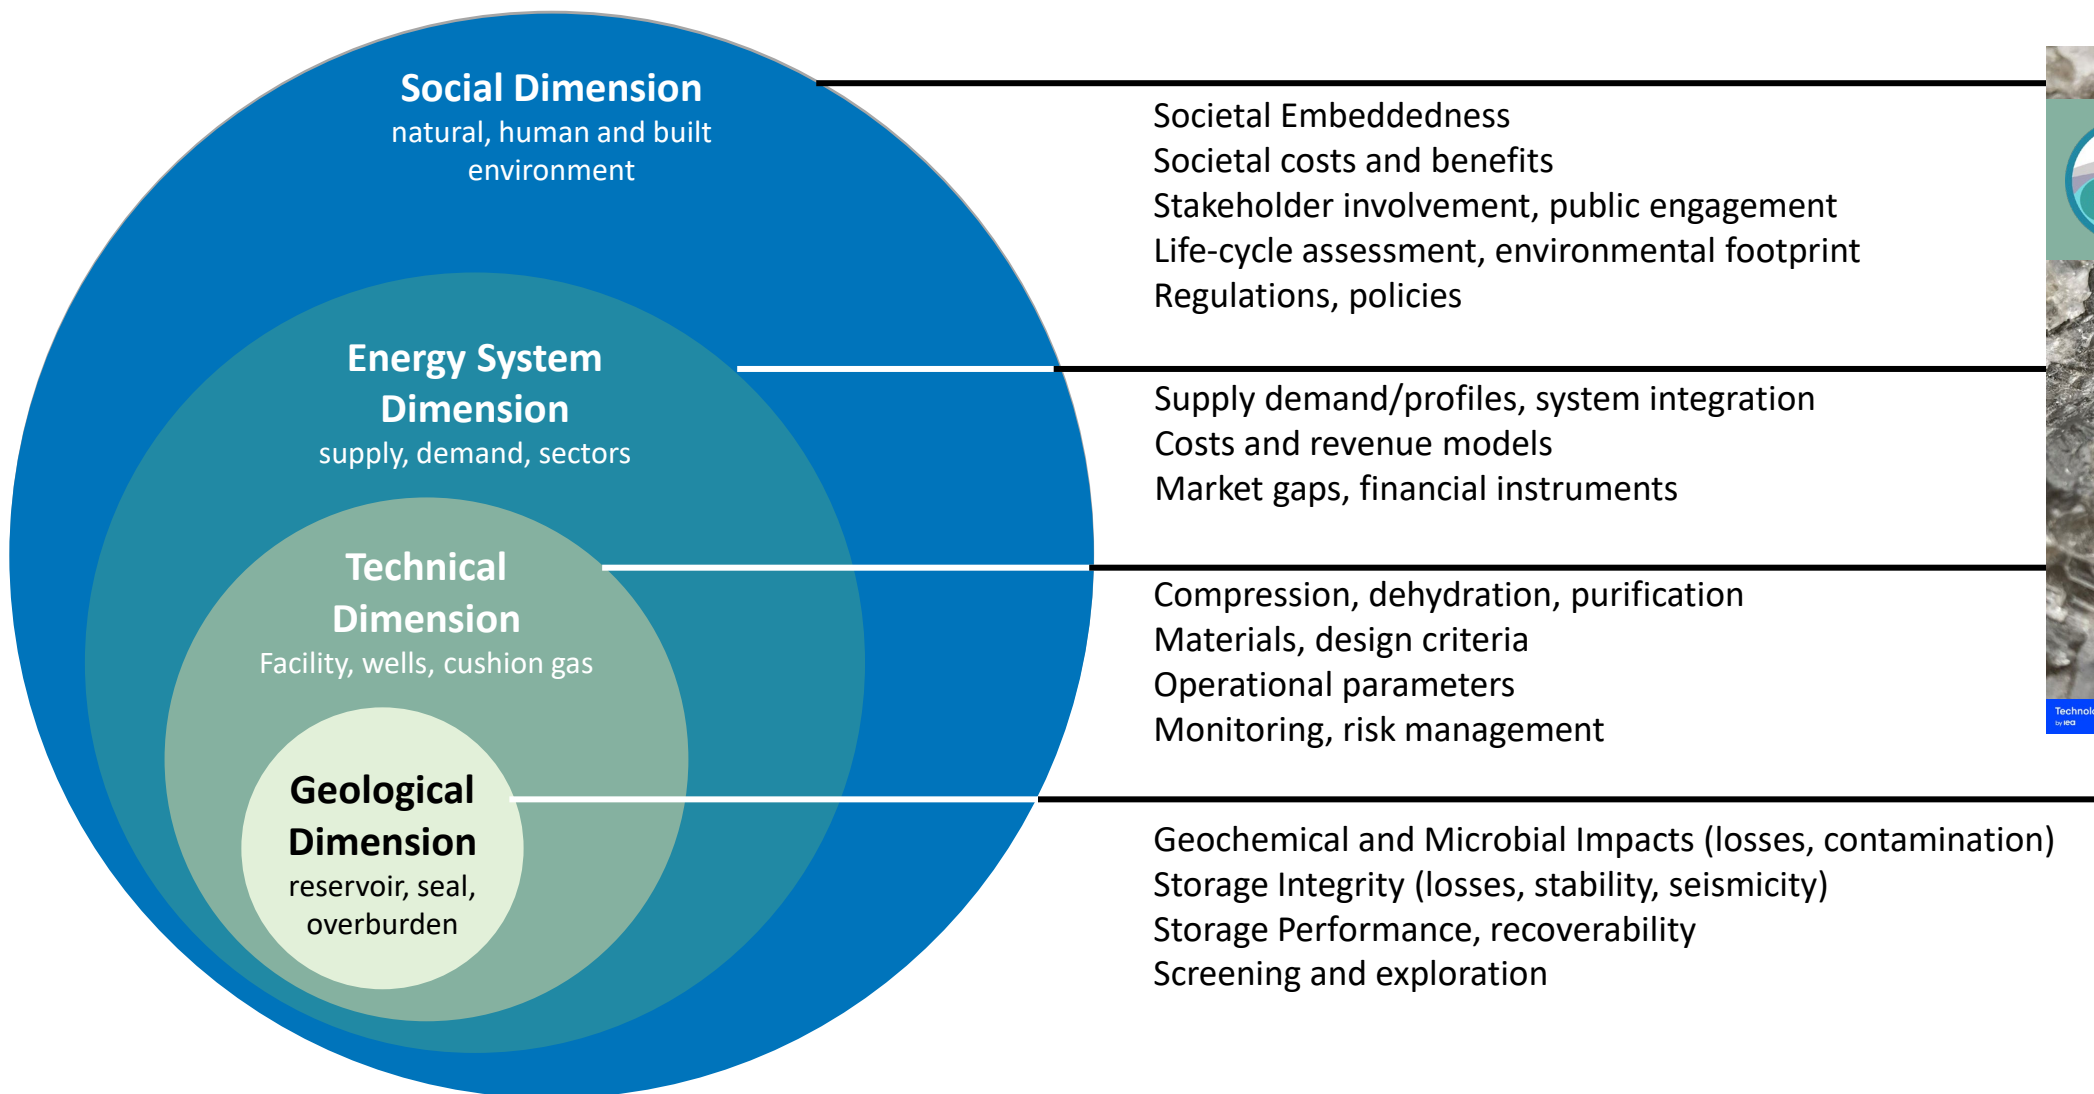 Social Dimension
natural, human and built
environment
Societal Embeddedness
Societal costs and benefits
Stakeholder involvement, public engagement
Life-cycle assessment, environmental footprint
Regulations, policies
Energy System
Dimension
supply, demand, sectors
Supply demand/profiles, system integration
Costs and revenue models
Market gaps, financial instruments
Technical
Dimension
Facility, wells, cushion gas
Compression, dehydration, purification
Materials, design criteria
Operational parameters
Monitoring, risk management
Geological
Dimension
reservoir, seal,
overburden
Geochemical and Microbial Impacts (losses, contamination)
Storage Integrity (losses, stability, seismicity)
Storage Performance, recoverability
Screening and exploration
by iea